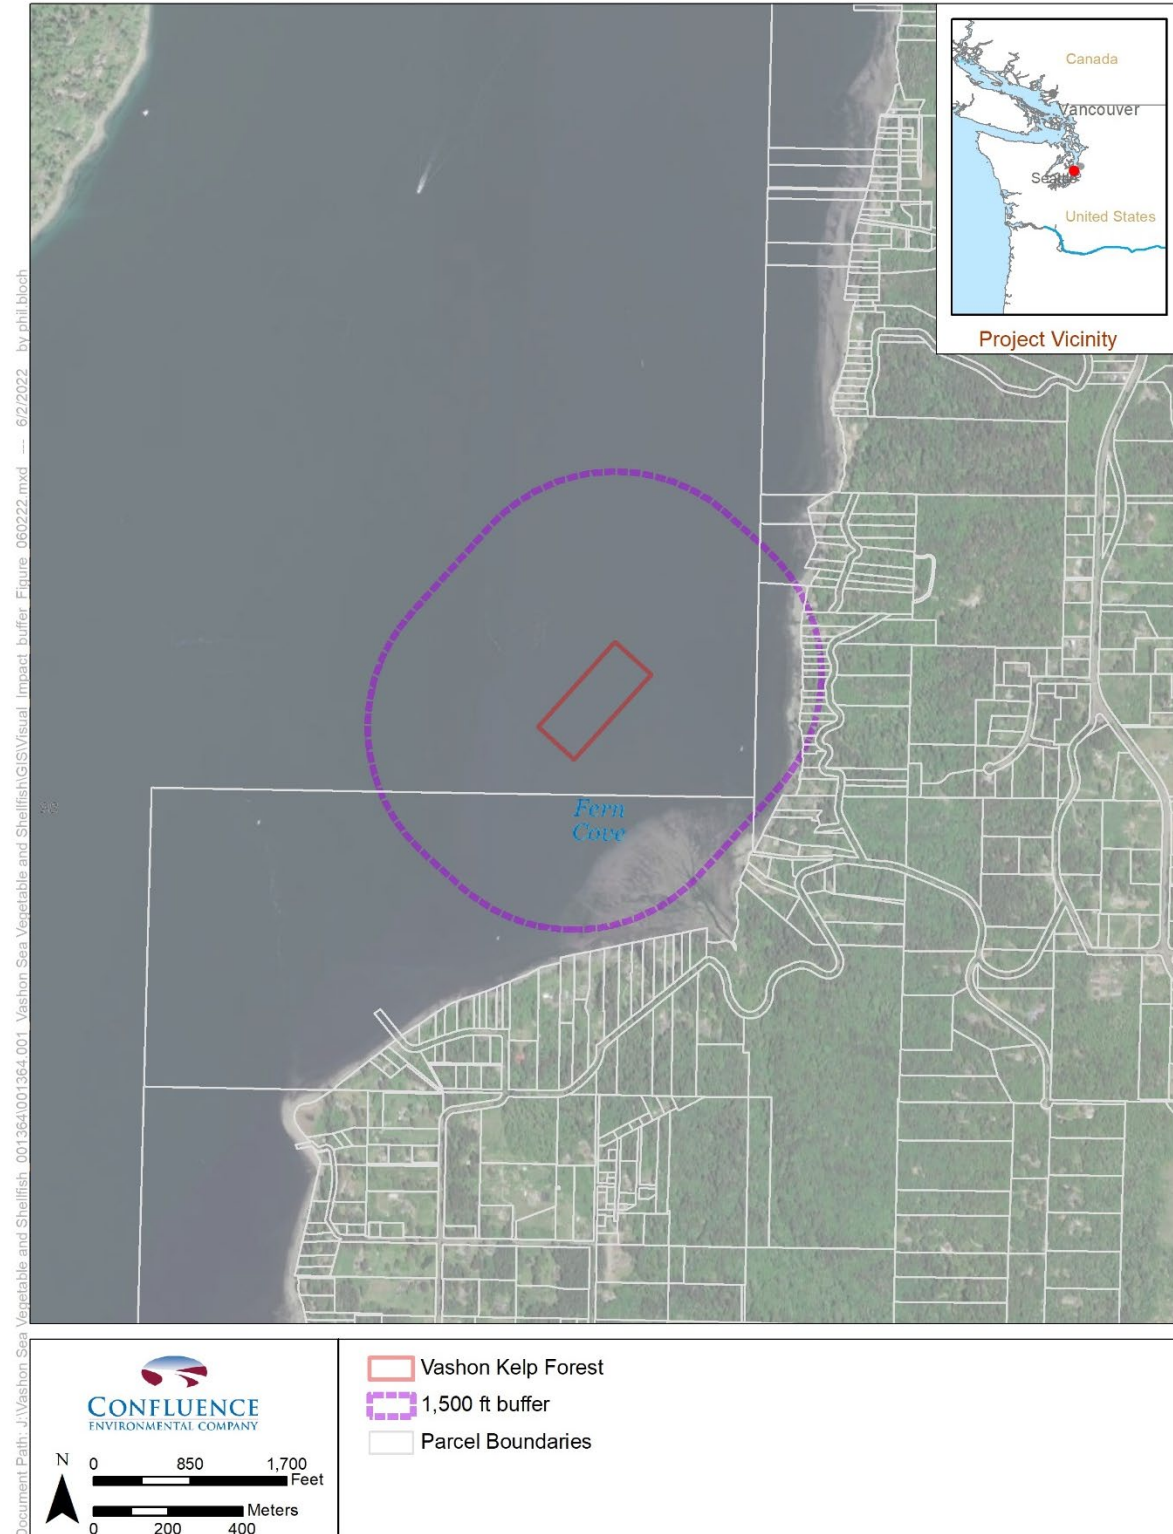 Canada
Vancouver
Seattle
United States
Project Vicinity
Fern
Cove
Document Path: J:\Vashon Sea Vegetable and Shellfish 001364\001364.001 Vashon Sea Vegetable and Shellfish\GIS\Visual Impact buffer Figure 060222.mxd --- 6/2/2022 by phil.bloch
CONFLUENCE
ENVIRONMENTAL COMPANY
N
0 850 1,700
Feet
Meters
0 200 400
Vashon Kelp Forest
1,500 ft buffer
Parcel Boundaries